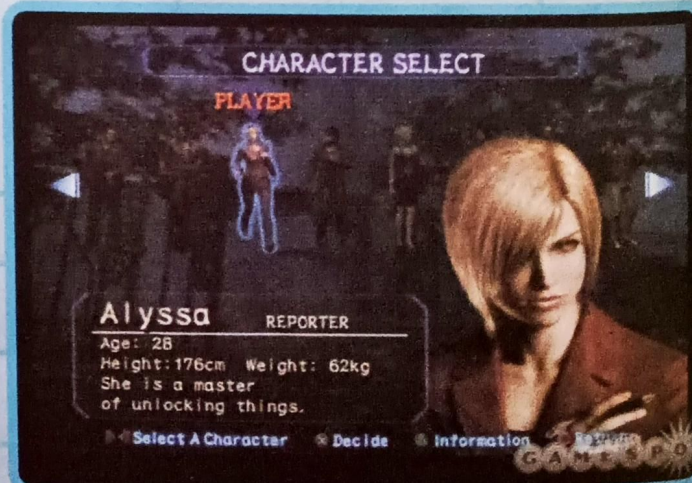 CHARACTER SELECT
PLAYER
Alyssa REPORTER
Age: 28
Height:176cm Weight: 62kg
She is a master
of unlocking things.
Select A Character Decide Information
GAMESPO